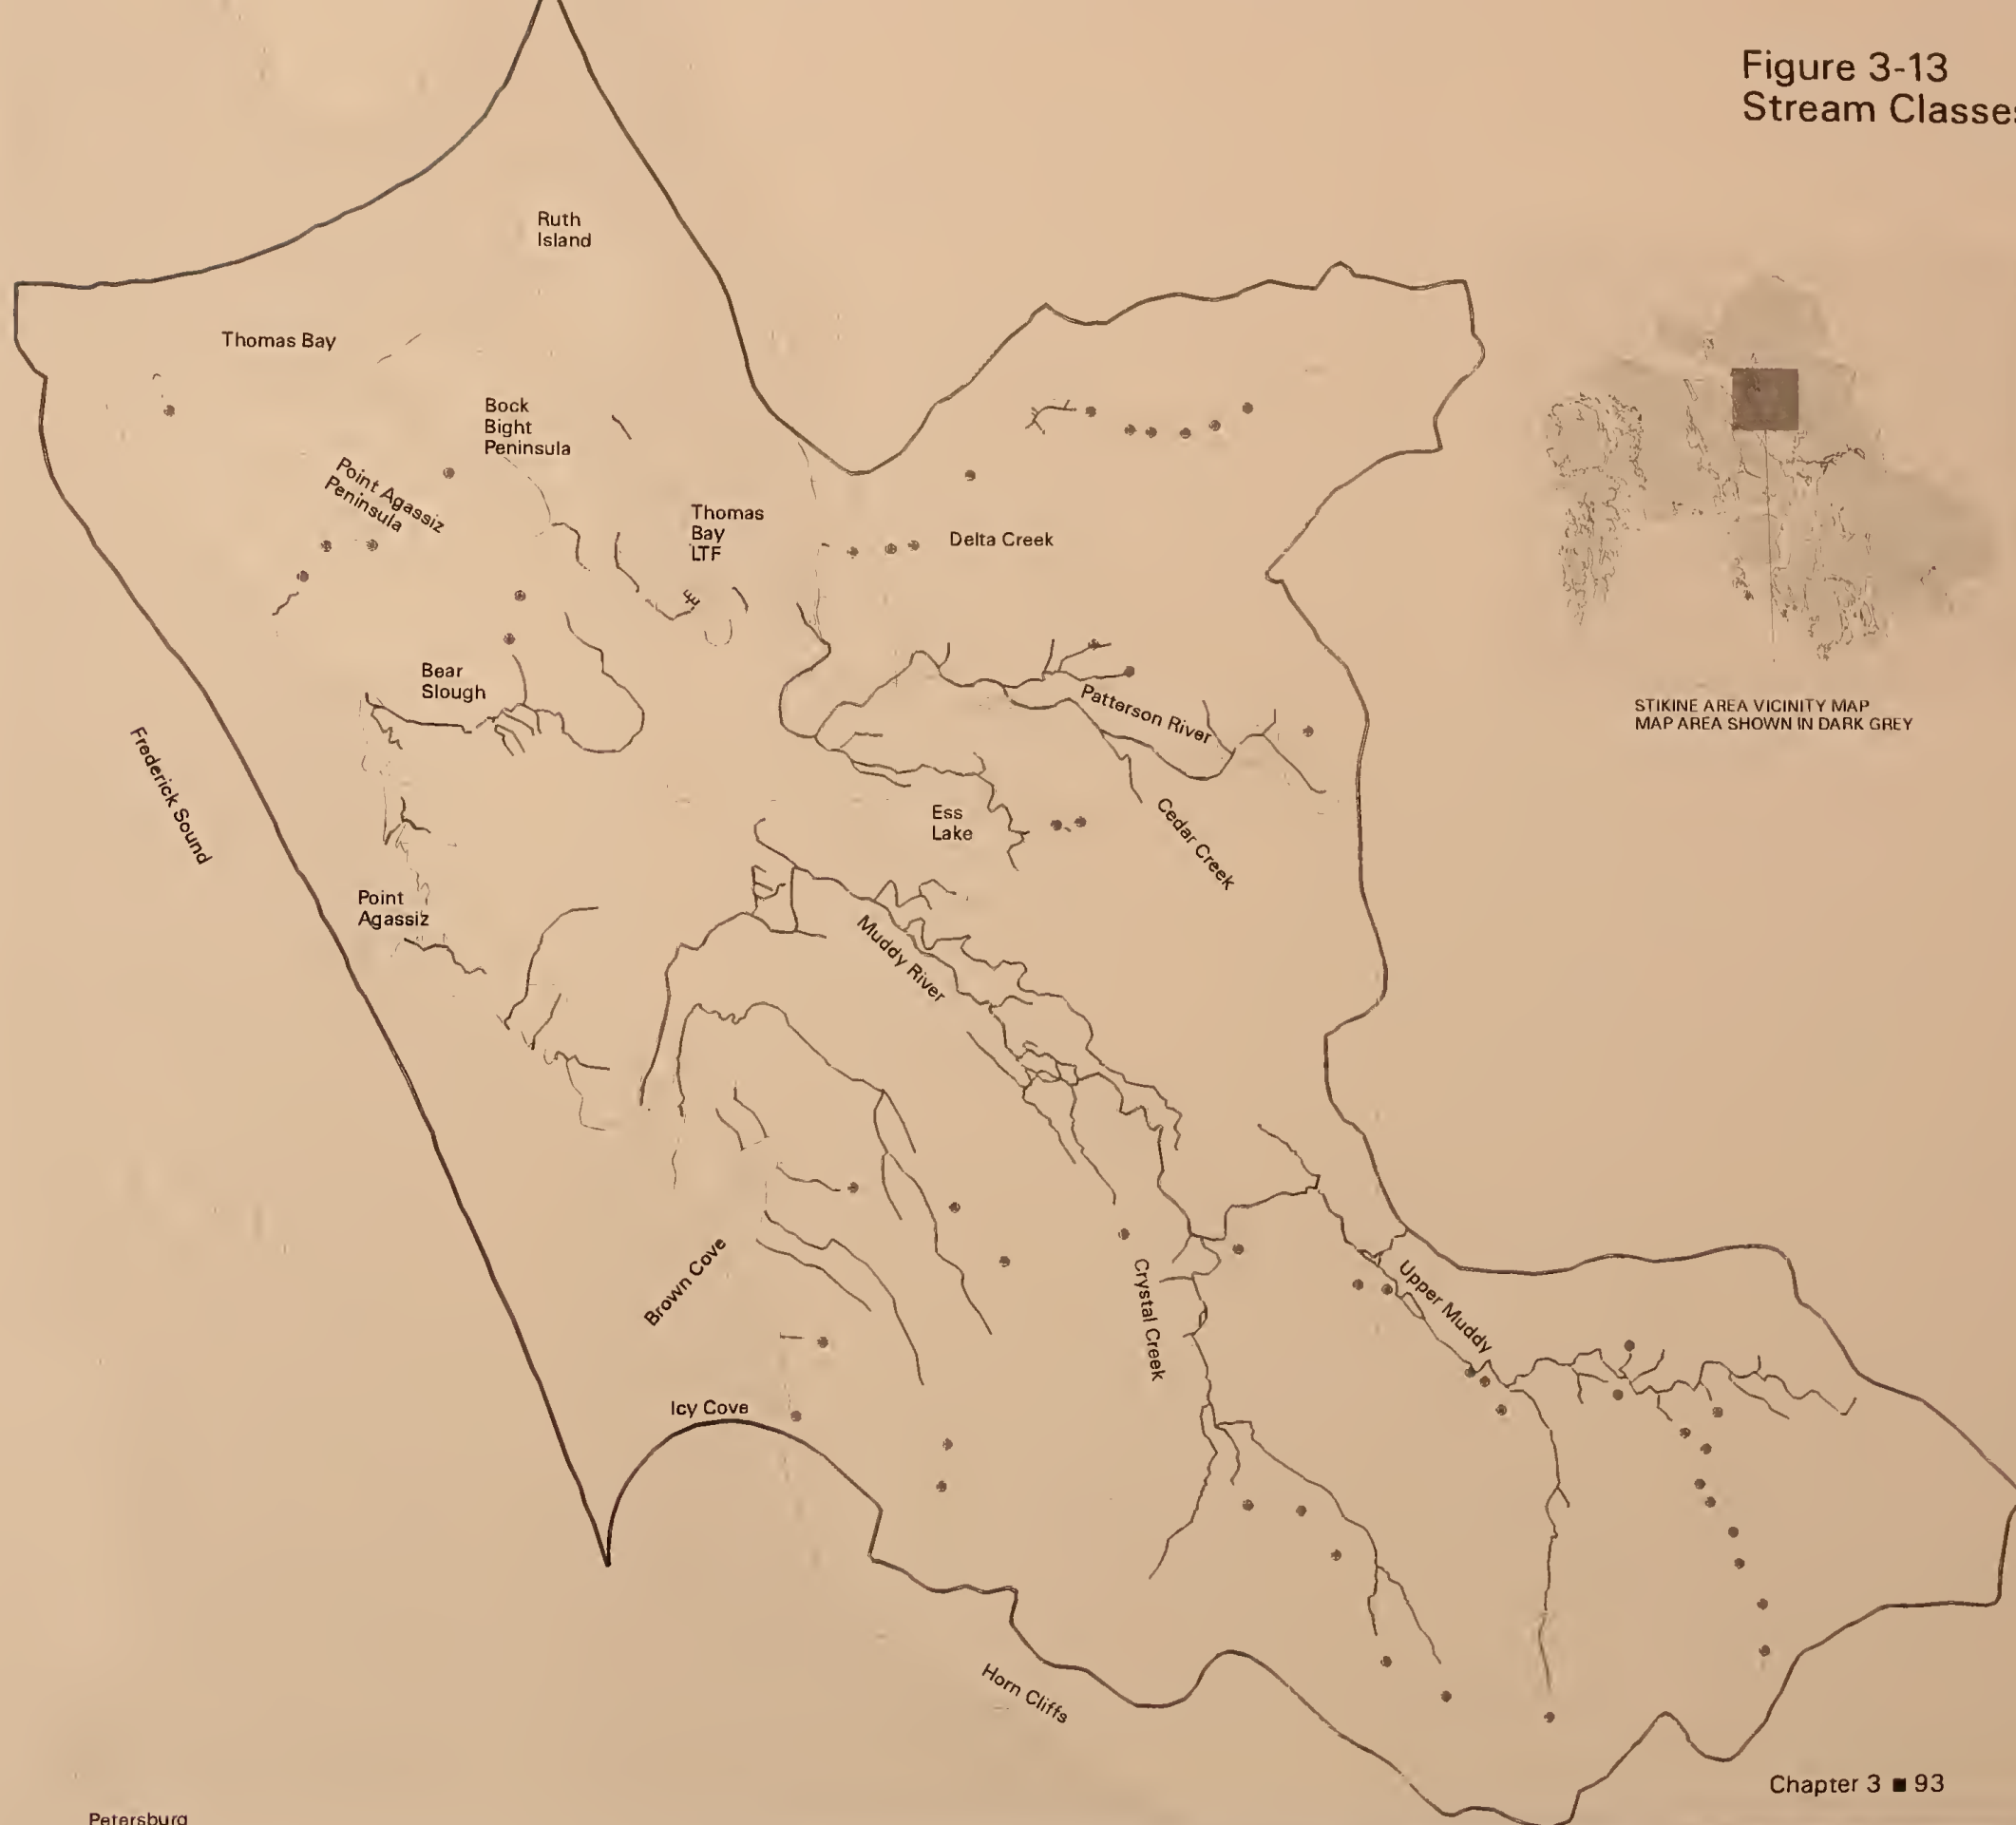 Figure 3-13
Stream Classes
Ruth
Island
Thomas Bay
Bock
Bight
Peninsula
Point Agassiz
Peninsula
Thomas
Bay
LTF
Delta Creek
Bear
Slough
Patterson River
STIKINE AREA VICINITY MAP
MAP AREA SHOWN IN DARK GREY
Frederick Sound
Ess
Lake
Cedar Creek
Point
Agassiz
Muddy River
Brown Cove
Crystal Creek
Upper Muddy
Icy Cove
Horn Cliffs
Chapter 3 ■ 93
Petersburg